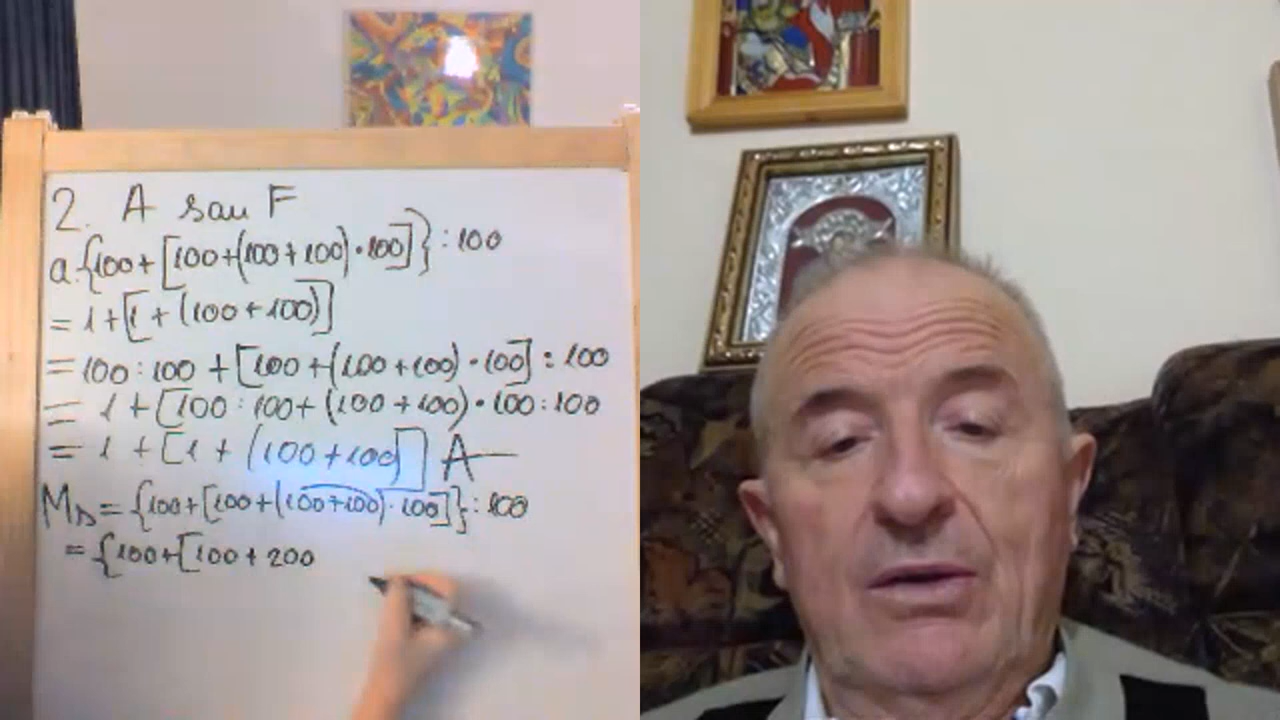 2. A sau F
a. {100+[100+(100+100)·100]}:100
= 1+[1+(100+100)]
= 100:100+[100+(100+100)·100]:100
= 1+[100:100+(100+100)·100:100
= 1+[1+(100+100)] A
M_s={100+[100+(100+100)·100]}:100
={100+[100+200